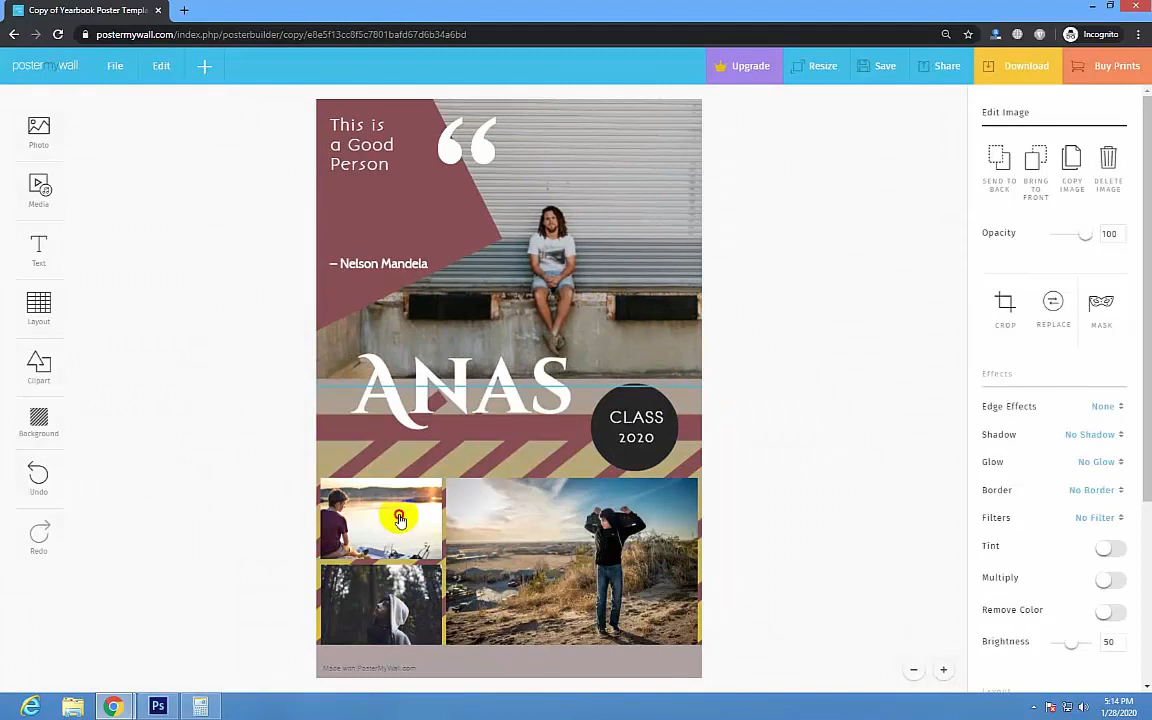 Copy of Yearbook Poster Templa
postermywall.com/index.php/posterbuilder/copy/e8e5f13cc8f5c7801bafd67d6b34a6bd
Incognito
postermywall
File
Edit
Upgrade
Resize
Save
Share
Download
Buy Prints
Photo
Media
Text
Layout
Clipart
Background
Undo
Redo
This is
a Good
Person
– Nelson Mandela
ANAS
CLASS
2020
Made with PosterMyWall.com
Edit Image
SEND TO BACK
BRING TO FRONT
COPY IMAGE
DELETE IMAGE
Opacity 100
CROP
REPLACE
MASK
Effects
Edge Effects None
Shadow No Shadow
Glow No Glow
Border No Border
Filters No Filter
Tint
Multiply
Remove Color
Brightness 50
Ps
5:14 PM
1/28/2020